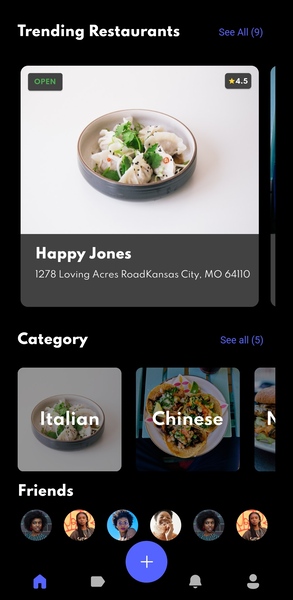 Trending Restaurants See All (9)
OPEN ★4.5
Happy Jones
1278 Loving Acres RoadKansas City, MO 64110
Category See all (5)
Italian Chinese
Friends